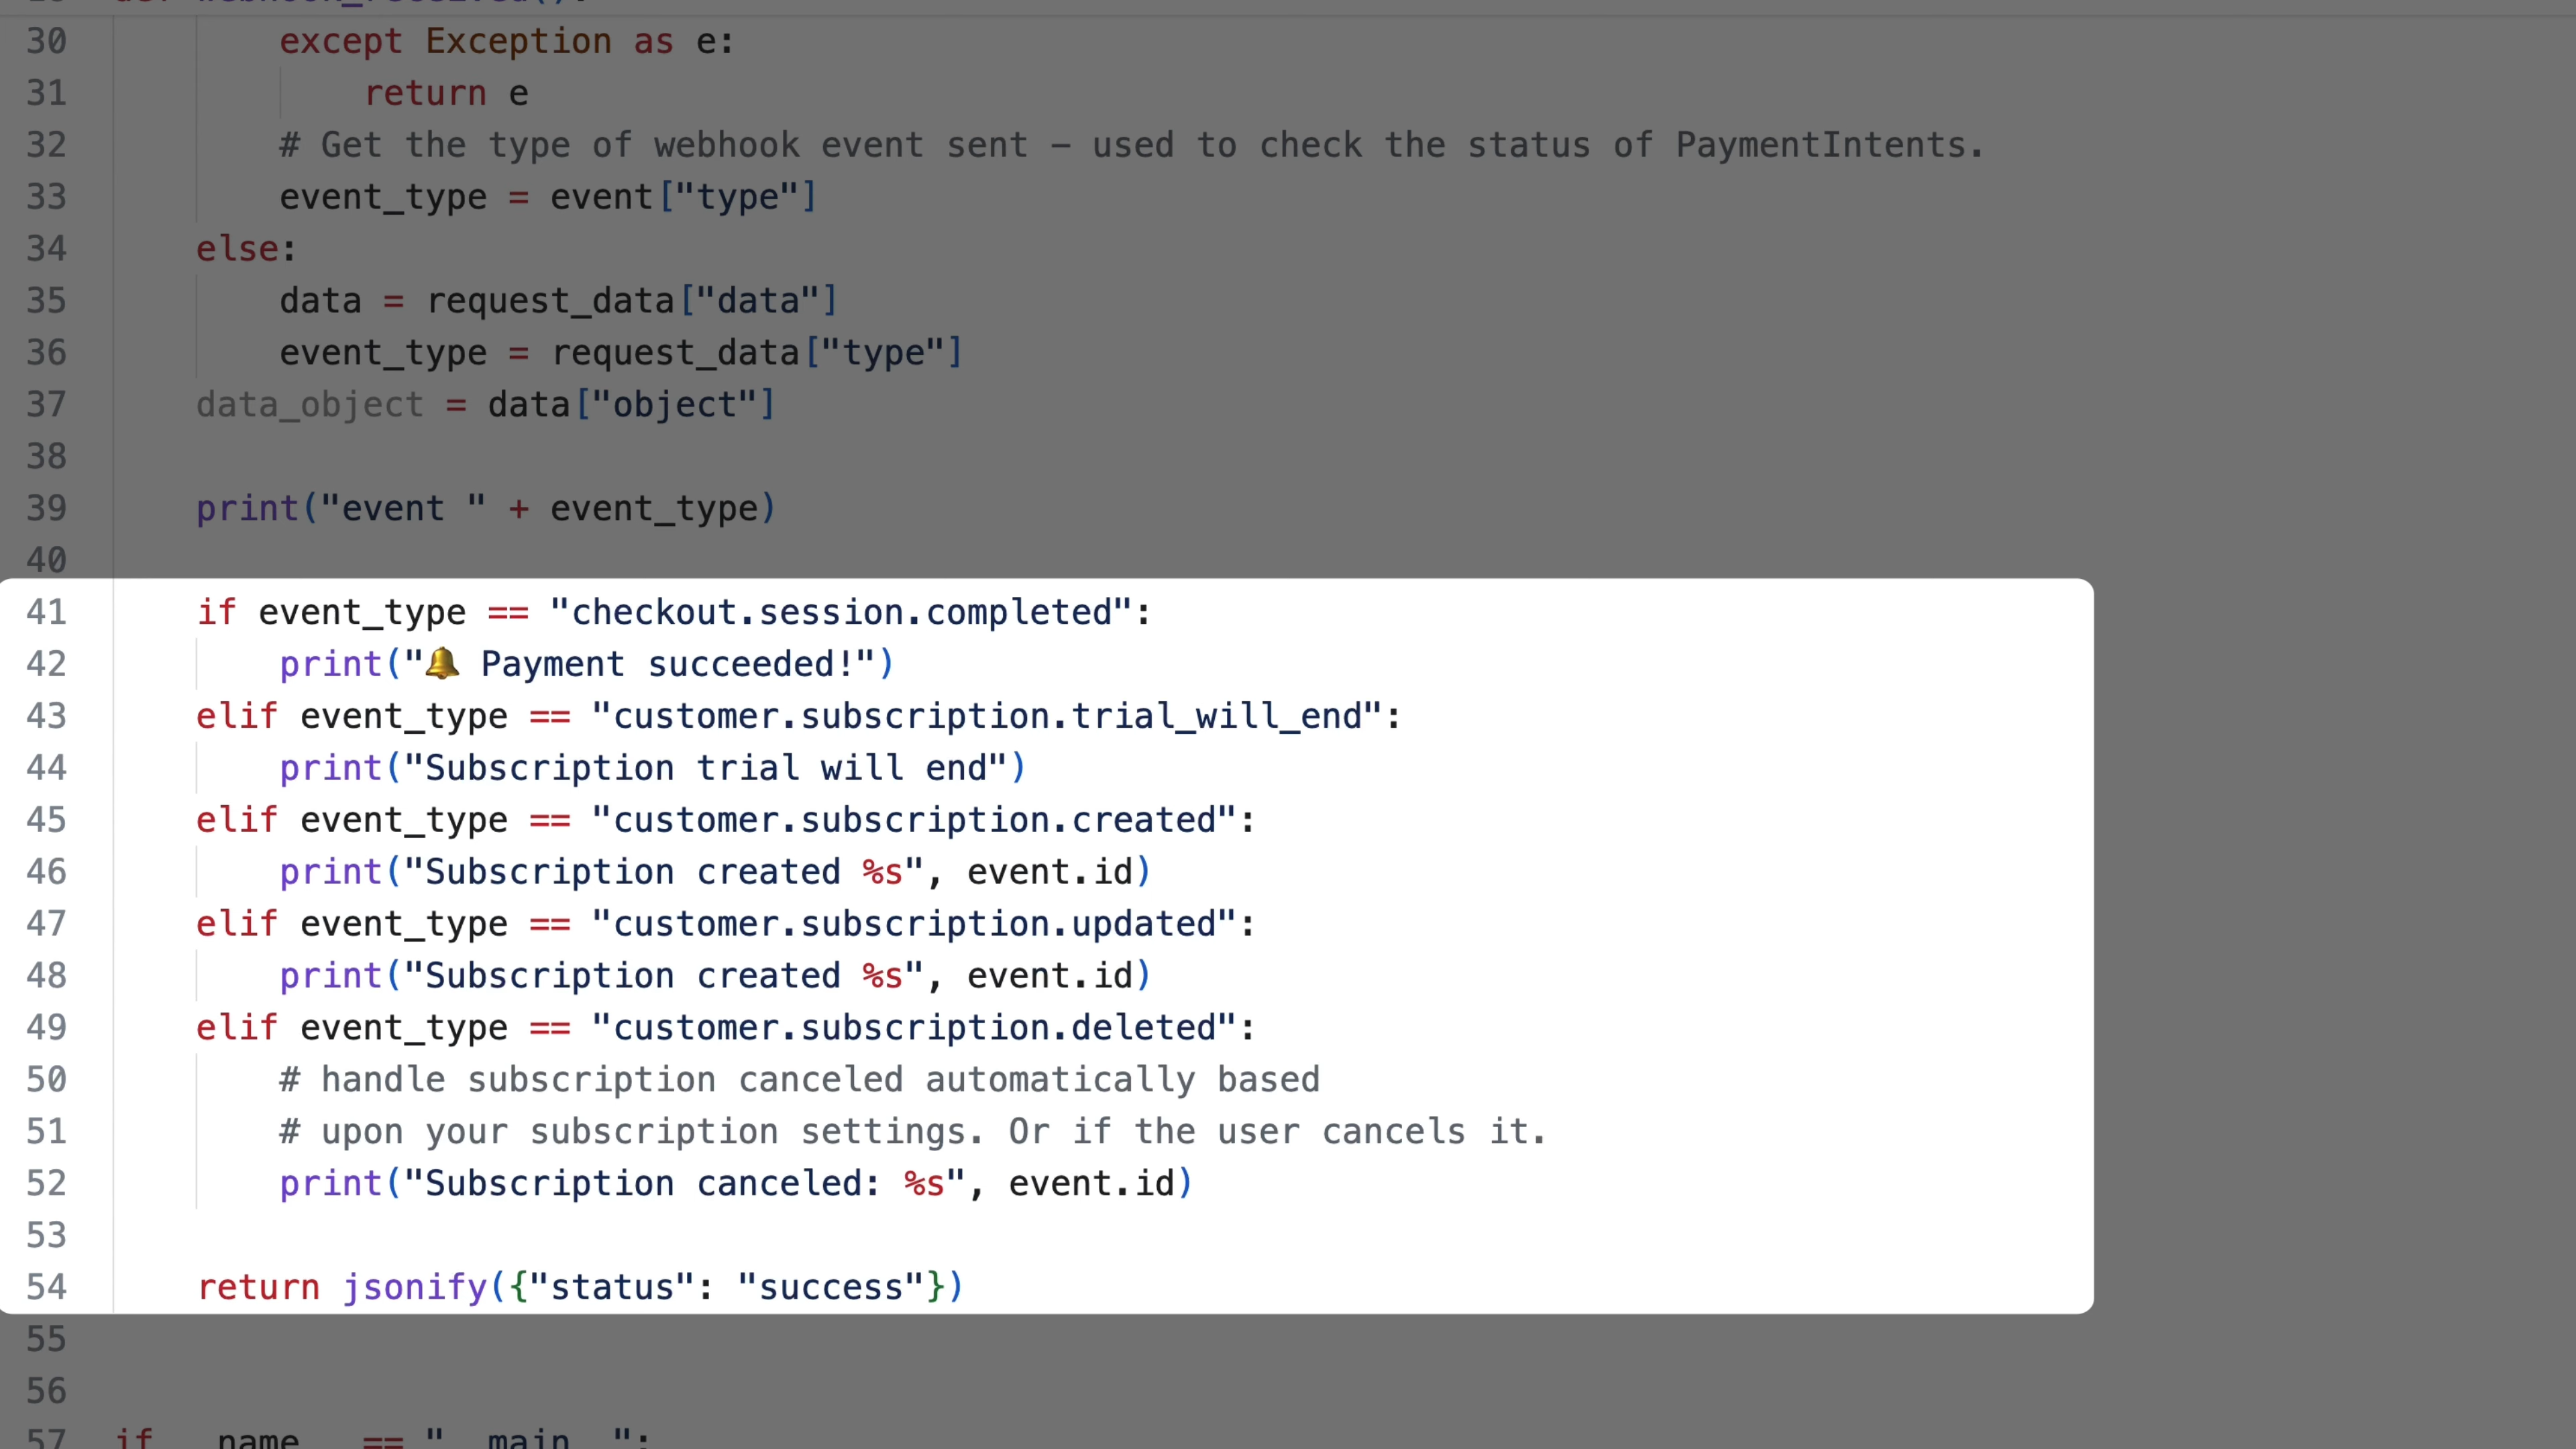 30 except Exception as e:
31 return e
32 # Get the type of webhook event sent – used to check the status of PaymentIntents.
33 event_type = event["type"]
34 else:
35 data = request_data["data"]
36 event_type = request_data["type"]
37 data_object = data["object"]
38
39 print("event " + event_type)
40
41 if event_type == "checkout.session.completed":
42 print("🔔 Payment succeeded!")
43 elif event_type == "customer.subscription.trial_will_end":
44 print("Subscription trial will end")
45 elif event_type == "customer.subscription.created":
46 print("Subscription created %s", event.id)
47 elif event_type == "customer.subscription.updated":
48 print("Subscription created %s", event.id)
49 elif event_type == "customer.subscription.deleted":
50 # handle subscription canceled automatically based
51 # upon your subscription settings. Or if the user cancels it.
52 print("Subscription canceled: %s", event.id)
53
54 return jsonify({"status": "success"})
55
56
57 if __name__ == "__main__":